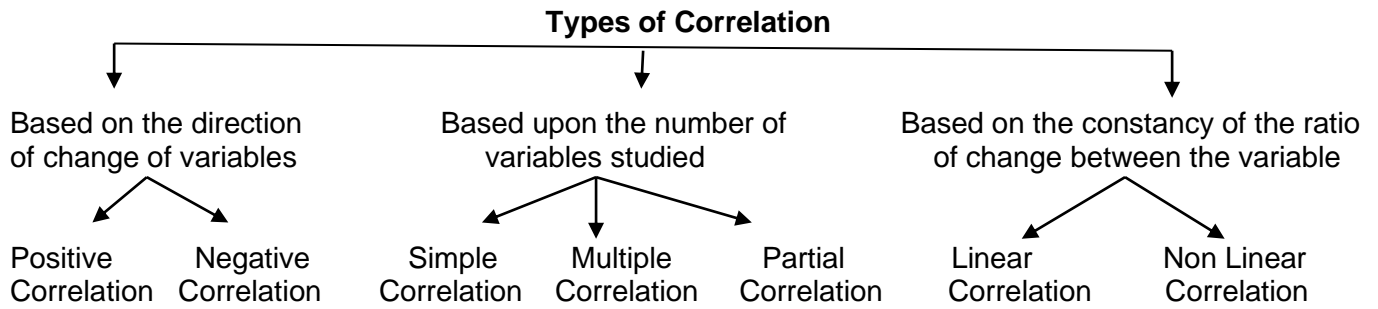 Types of Correlation
Based on the direction
of change of variables
Based upon the number of
variables studied
Based on the constancy of the ratio
of change between the variable
Positive
Correlation
Negative
Correlation
Simple
Correlation
Multiple
Correlation
Partial
Correlation
Linear
Correlation
Non Linear
Correlation